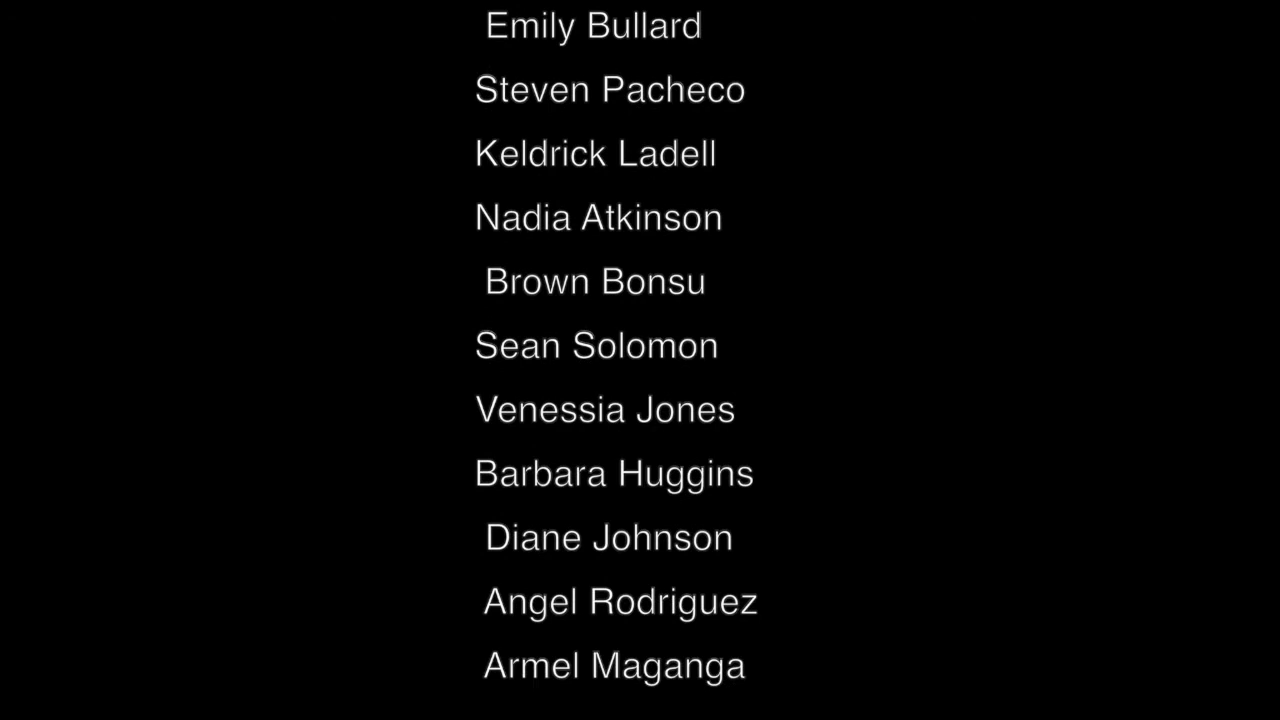 Emily Bullard
Steven Pacheco
Keldrick Ladell
Nadia Atkinson
Brown Bonsu
Sean Solomon
Venessia Jones
Barbara Huggins
Diane Johnson
Angel Rodriguez
Armel Maganga